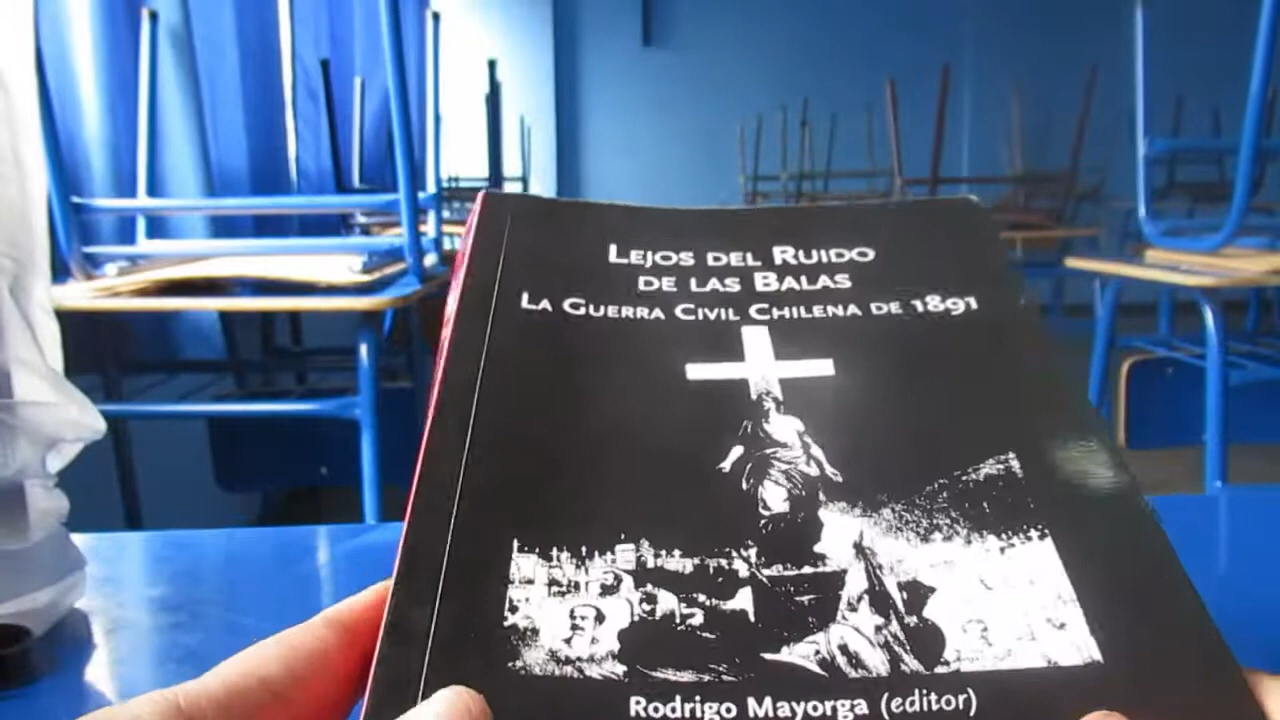 Lejos del Ruido
de las Balas
La Guerra Civil Chilena de 1891
Rodrigo Mayorga (editor)